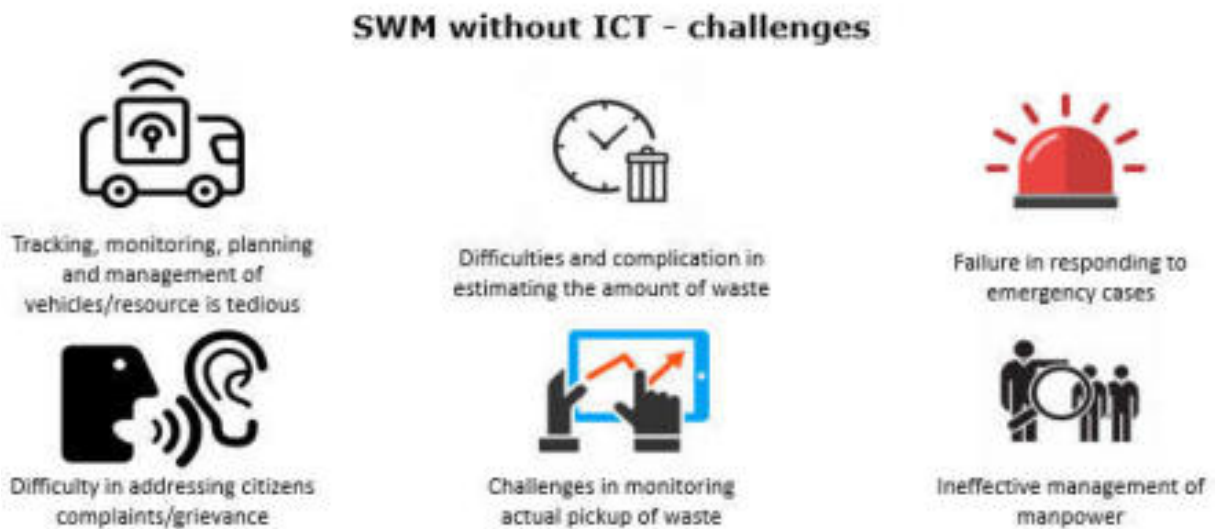 SWM without ICT - challenges
Tracking, monitoring, planning
and management of
vehicles/resource is tedious
Difficulties and complication in
estimating the amount of waste
Failure in responding to
emergency cases
Difficulty in addressing citizens
complaints/grievance
Challenges in monitoring
actual pickup of waste
Ineffective management of
manpower